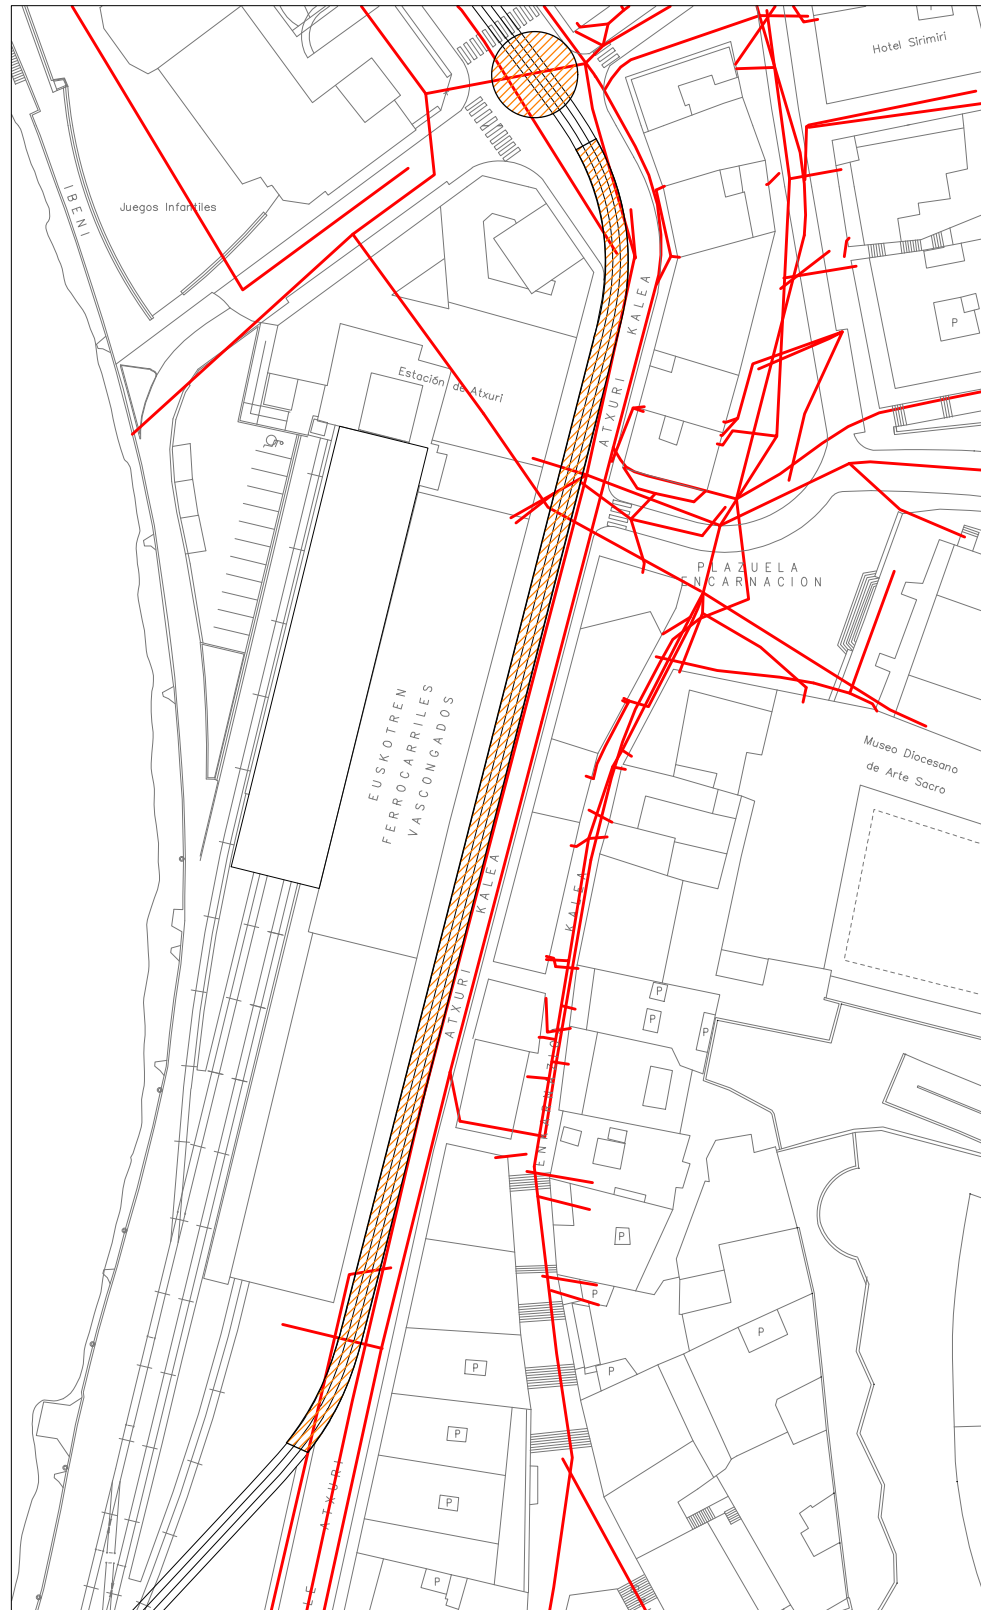 P
Hotel Sirimiri
IBENI
Juegos Infantiles
ATXURI KALEA
P
Estación de Atxuri
PLAZUELA
ENCARNACION
EUSKOTREN
FERROCARRILES
VASCONGADOS
Museo Diocesano
de Arte Sacro
ATXURI KALEA
KALEA
P
P
P
P
P
P
P
P
P
P
P
ATXURI
LE